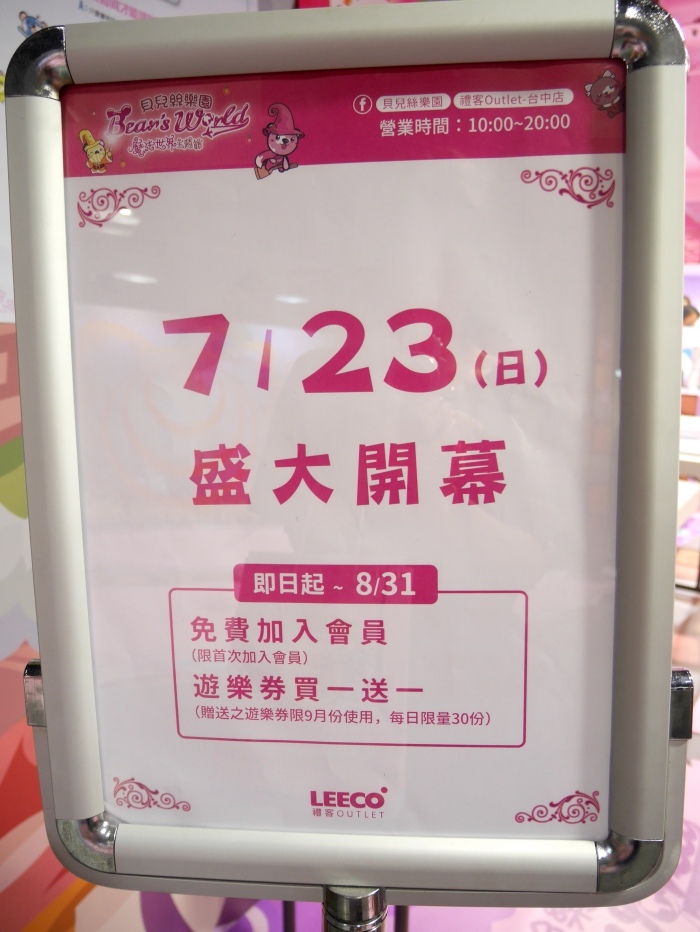 貝兒絲樂園
Bear's World
魔法世界主題館
貝兒絲樂園 禮客Outlet-台中店
營業時間：10:00~20:00
7/23（日）
盛大開幕
即日起 ~ 8/31
免費加入會員
（限首次加入會員）
遊樂券買一送一
（贈送之遊樂券限9月份使用，每日限量30份）
LEECO
禮客OUTLET